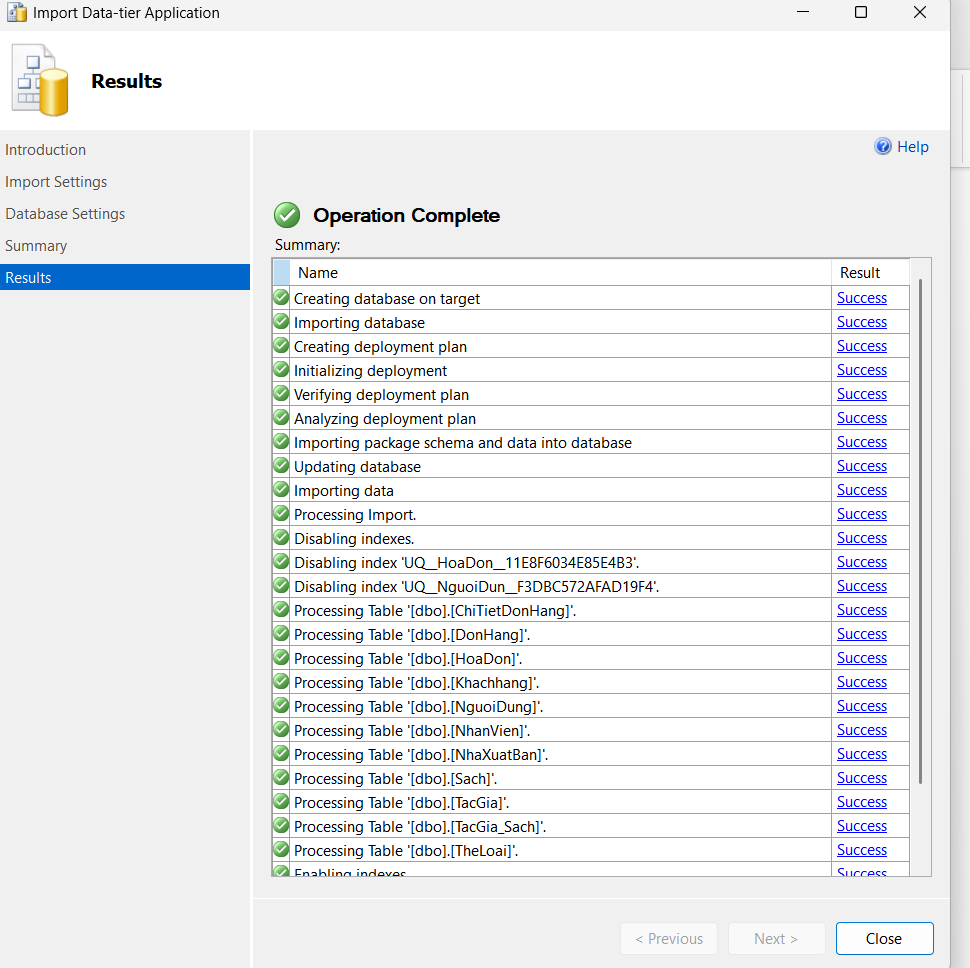 Import Data-tier Application
Results
Introduction
Import Settings
Database Settings
Summary
Results
Help
Operation Complete
Summary:
Name Result
Creating database on target Success
Importing database Success
Creating deployment plan Success
Initializing deployment Success
Verifying deployment plan Success
Analyzing deployment plan Success
Importing package schema and data into database Success
Updating database Success
Importing data Success
Processing Import. Success
Disabling indexes. Success
Disabling index 'UQ__HoaDon__11E8F6034E85E4B3'. Success
Disabling index 'UQ__NguoiDun__F3DBC572AFAD19F4'. Success
Processing Table '[dbo].[ChiTietDonHang]'. Success
Processing Table '[dbo].[DonHang]'. Success
Processing Table '[dbo].[HoaDon]'. Success
Processing Table '[dbo].[Khachhang]'. Success
Processing Table '[dbo].[NguoiDung]'. Success
Processing Table '[dbo].[NhanVien]'. Success
Processing Table '[dbo].[NhaXuatBan]'. Success
Processing Table '[dbo].[Sach]'. Success
Processing Table '[dbo].[TacGia]'. Success
Processing Table '[dbo].[TacGia_Sach]'. Success
Processing Table '[dbo].[TheLoai]'. Success
Enabling indexes Success
< Previous Next > Close